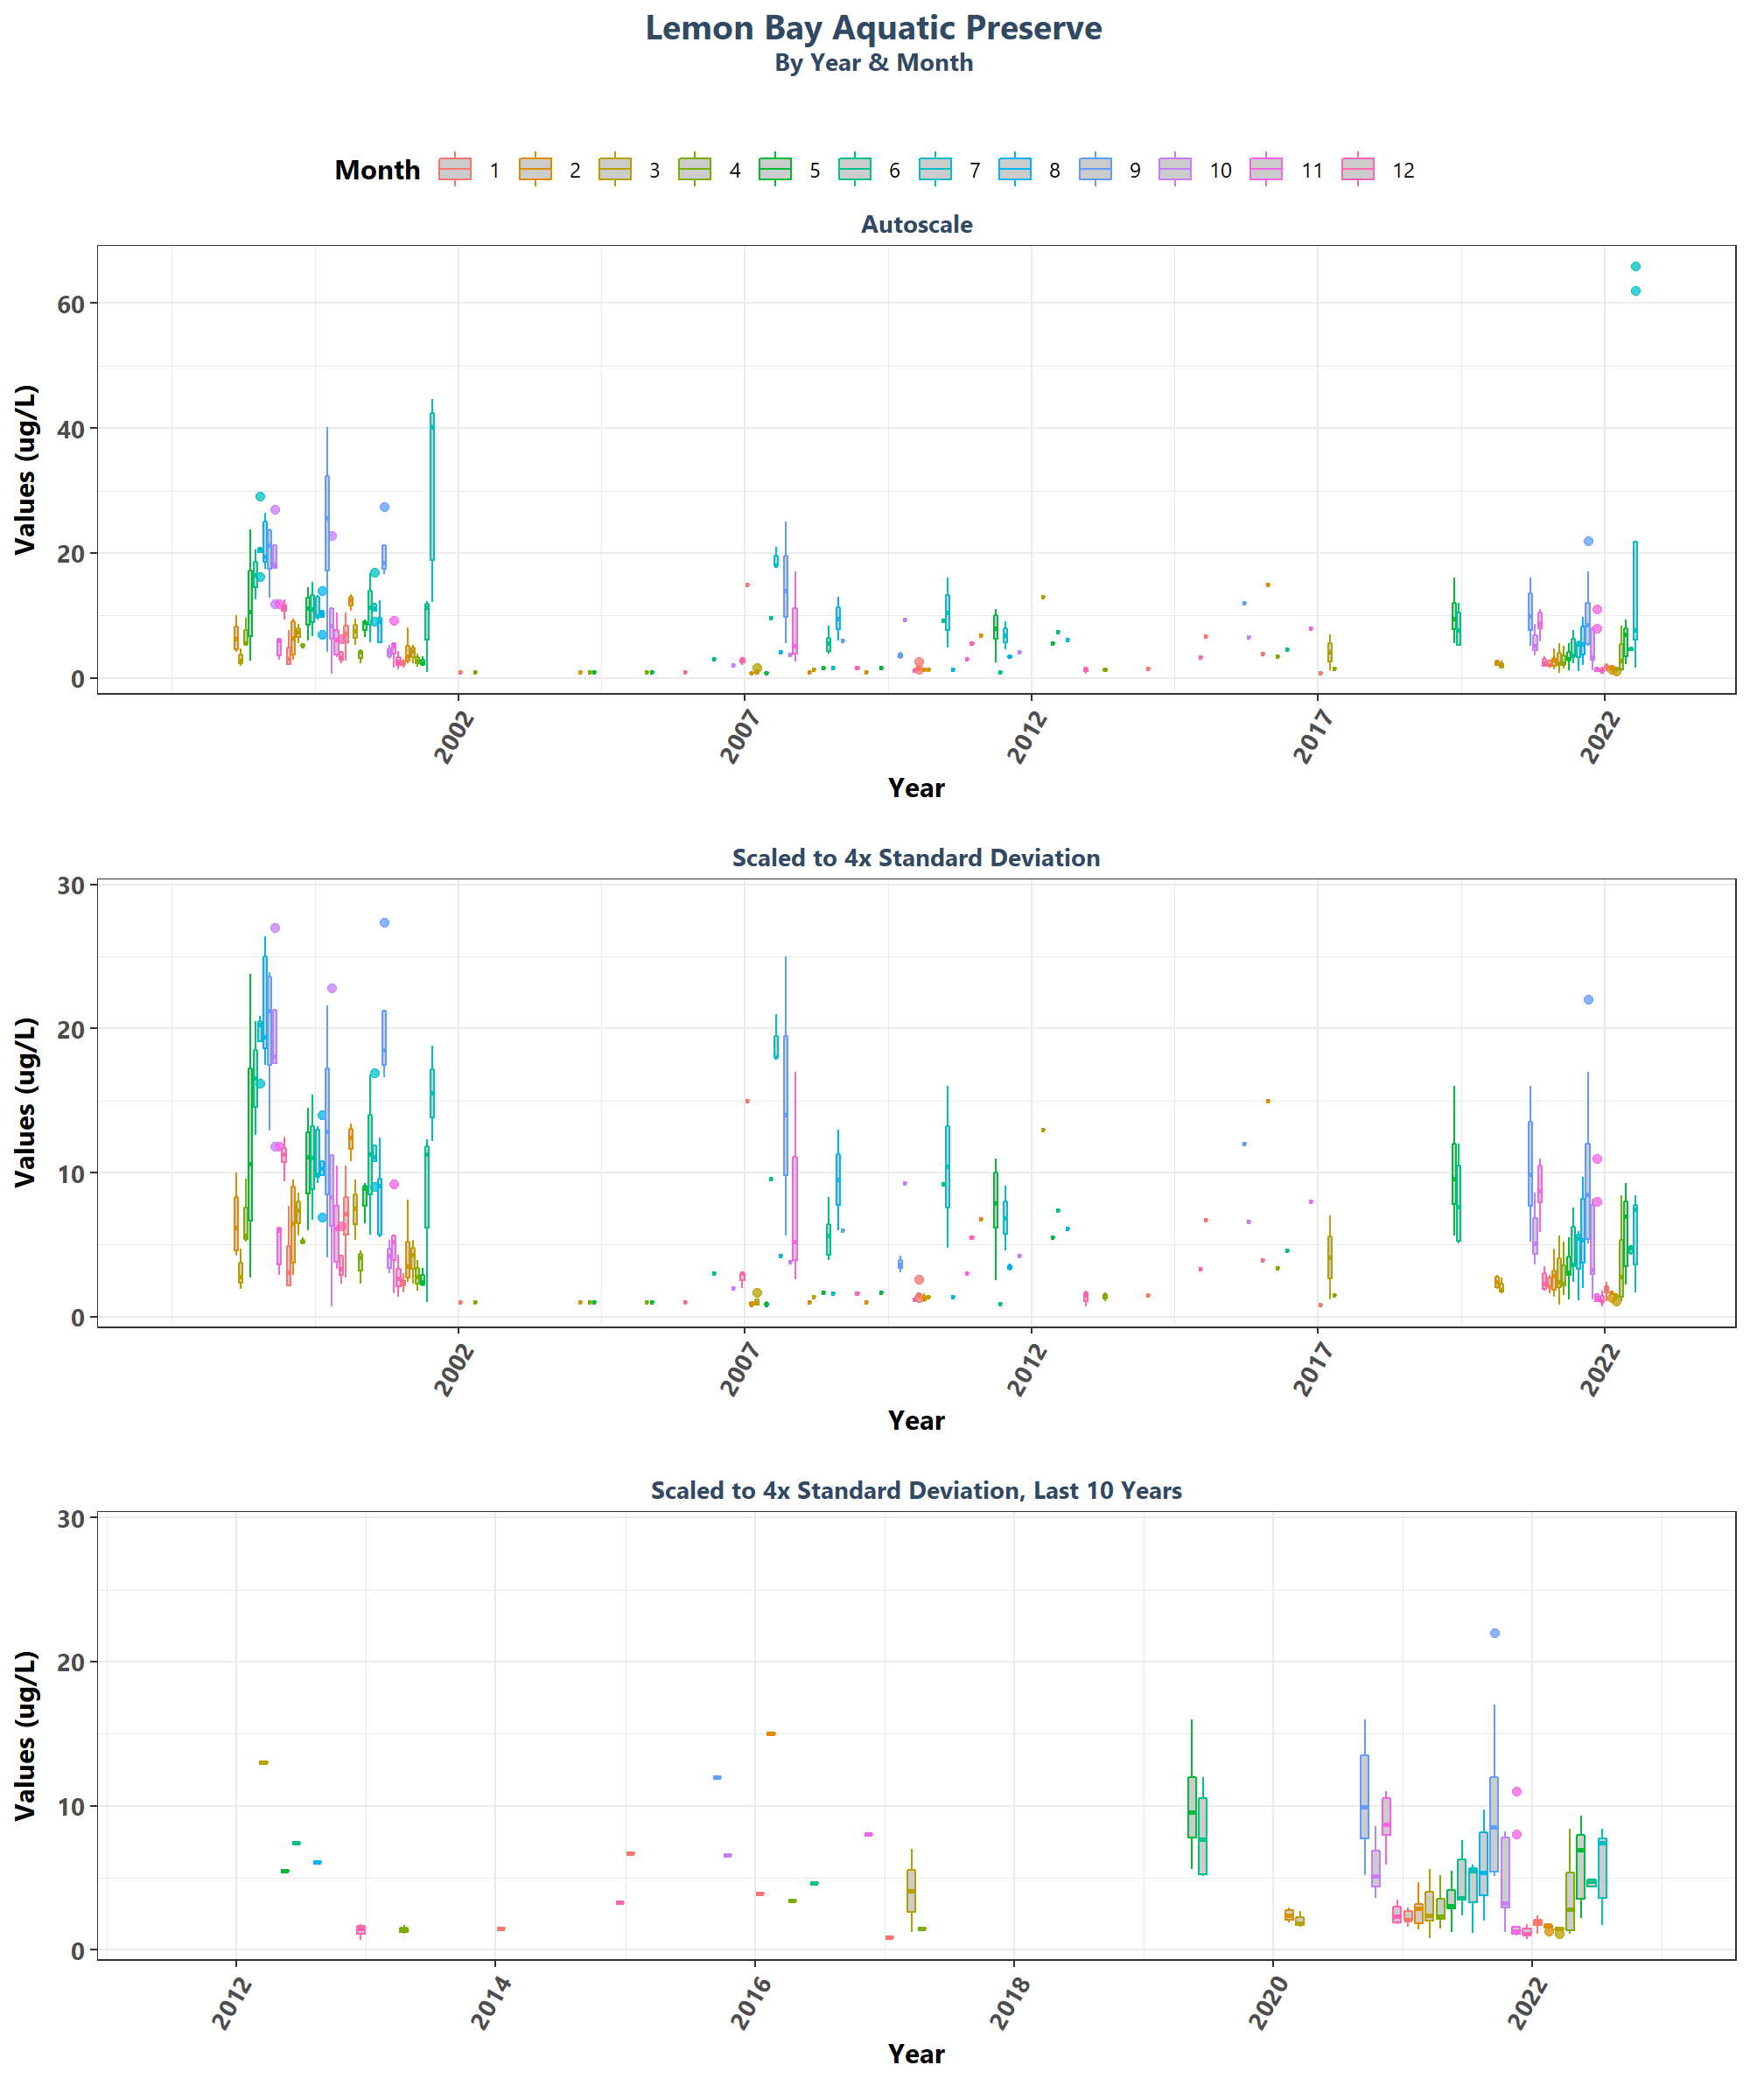 Lemon Bay Aquatic Preserve
By Year & Month
Month 1 2 3 4 5 6 7 8 9 10 11 12
Autoscale
Values (ug/L)
60
40
20
0
2002 2007 2012 2017 2022
Year
Scaled to 4x Standard Deviation
Values (ug/L)
30
20
10
0
2002 2007 2012 2017 2022
Year
Scaled to 4x Standard Deviation, Last 10 Years
Values (ug/L)
30
20
10
0
2012 2014 2016 2018 2020 2022
Year